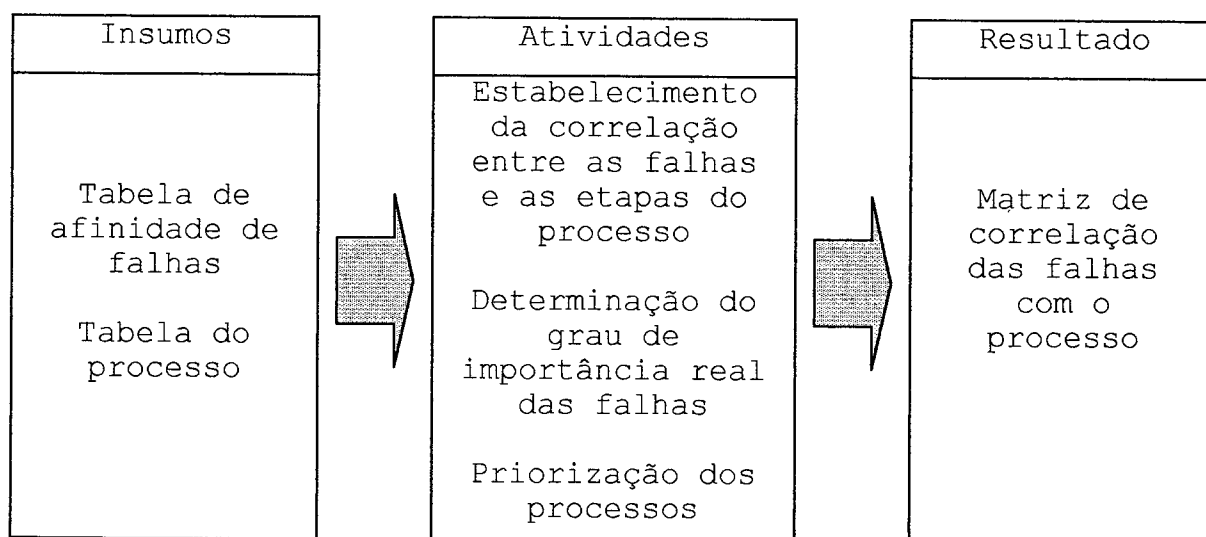 Insumos
Tabela de
afinidade de
falhas
Tabela do
processo
Atividades
Estabelecimento
da correlação
entre as falhas
e as etapas do
processo
Determinação do
grau de
importância real
das falhas
Priorização dos
processos
Resultado
Matriz de
correlação
das falhas
com o
processo